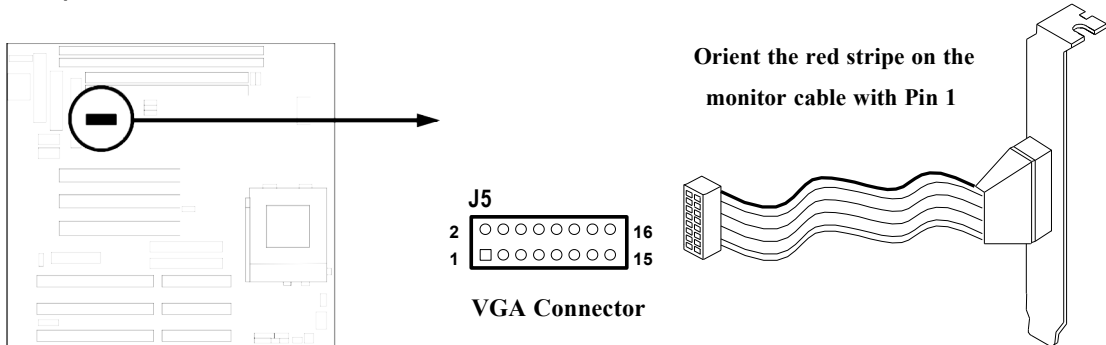 Orient the red stripe on the
monitor cable with Pin 1
J5
2 16
1 15
VGA Connector